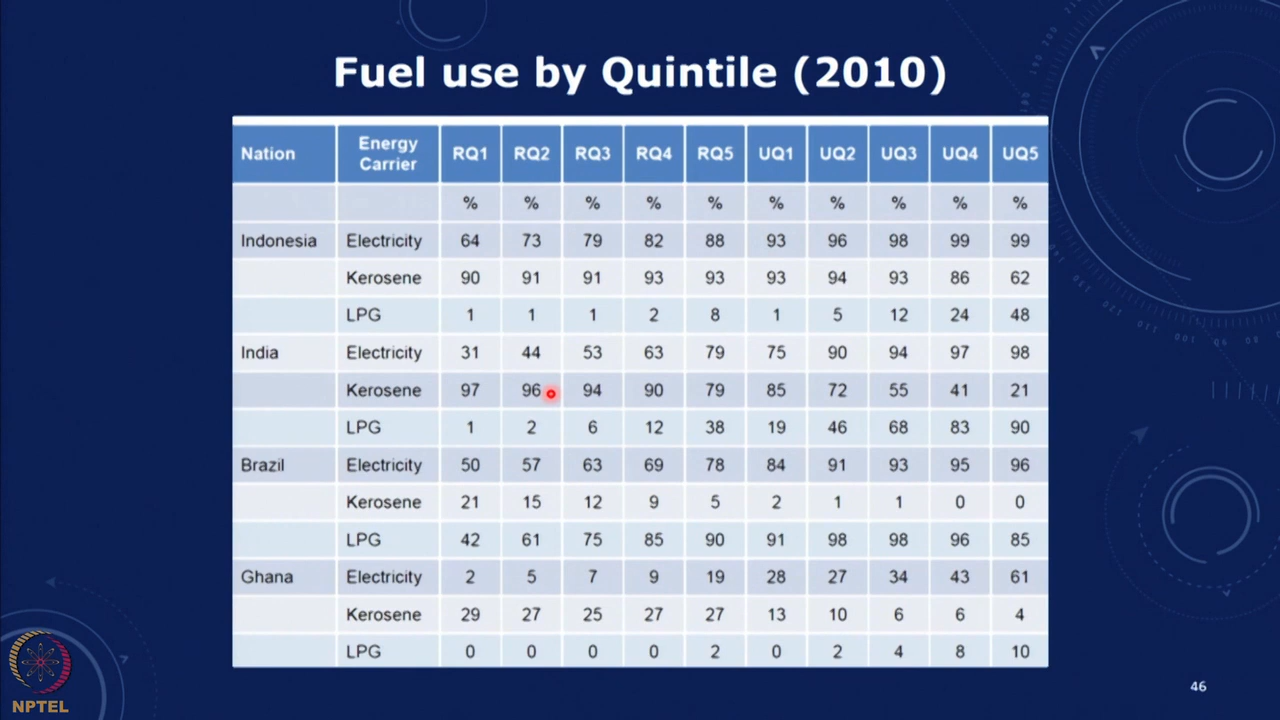 Fuel use by Quintile (2010)
Nation Energy Carrier RQ1 RQ2 RQ3 RQ4 RQ5 UQ1 UQ2 UQ3 UQ4 UQ5
% % % % % % % % % %
Indonesia Electricity 64 73 79 82 88 93 96 98 99 99
Kerosene 90 91 91 93 93 93 94 93 86 62
LPG 1 1 1 2 8 1 5 12 24 48
India Electricity 31 44 53 63 79 75 90 94 97 98
Kerosene 97 96 94 90 79 85 72 55 41 21
LPG 1 2 6 12 38 19 46 68 83 90
Brazil Electricity 50 57 63 69 78 84 91 93 95 96
Kerosene 21 15 12 9 5 2 1 1 0 0
LPG 42 61 75 85 90 91 98 98 96 85
Ghana Electricity 2 5 7 9 19 28 27 34 43 61
Kerosene 29 27 25 27 27 13 10 6 6 4
LPG 0 0 0 0 2 0 2 4 8 10
46
NPTEL